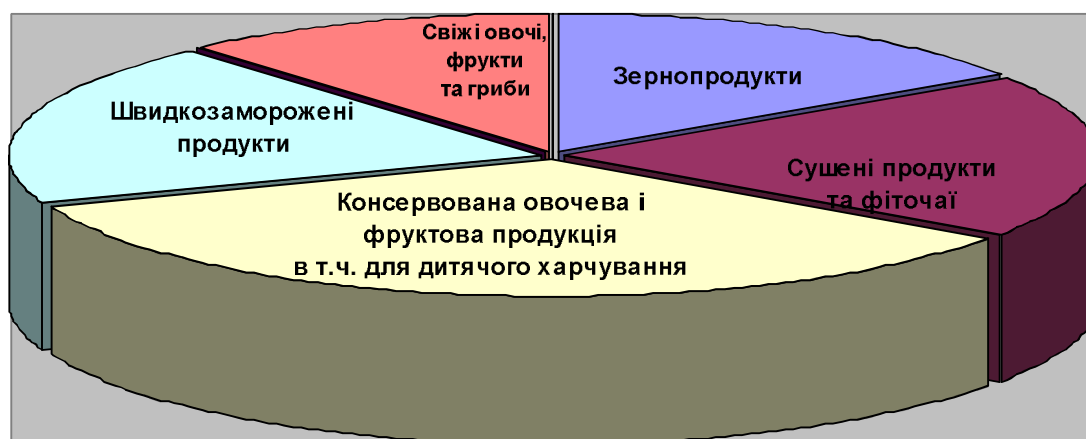 Свіжі овочі,
фрукти
та гриби
Зернопродукти
Швидкозаморожені
продукти
Сушені продукти
та фіточаї
Консервована овочева і
фруктова продукція
в т.ч. для дитячого харчування